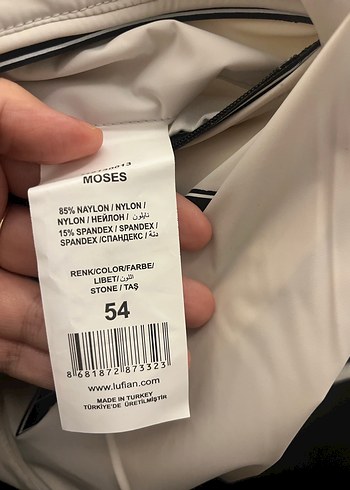 MOSES
85% NAYLON / NYLON /
NYLON / НЕЙЛОН / نايلون
15% SPANDEX / SPANDEX /
SPANDEX /СПАНДЕКС /
RENK/COLOR/FARBE/
LIBET/ اللون
STONE / TAŞ
54
8 681872 873323
www.lufian.com
MADE IN TURKEY
TÜRKİYE'DE ÜRETİLMİŞTİR